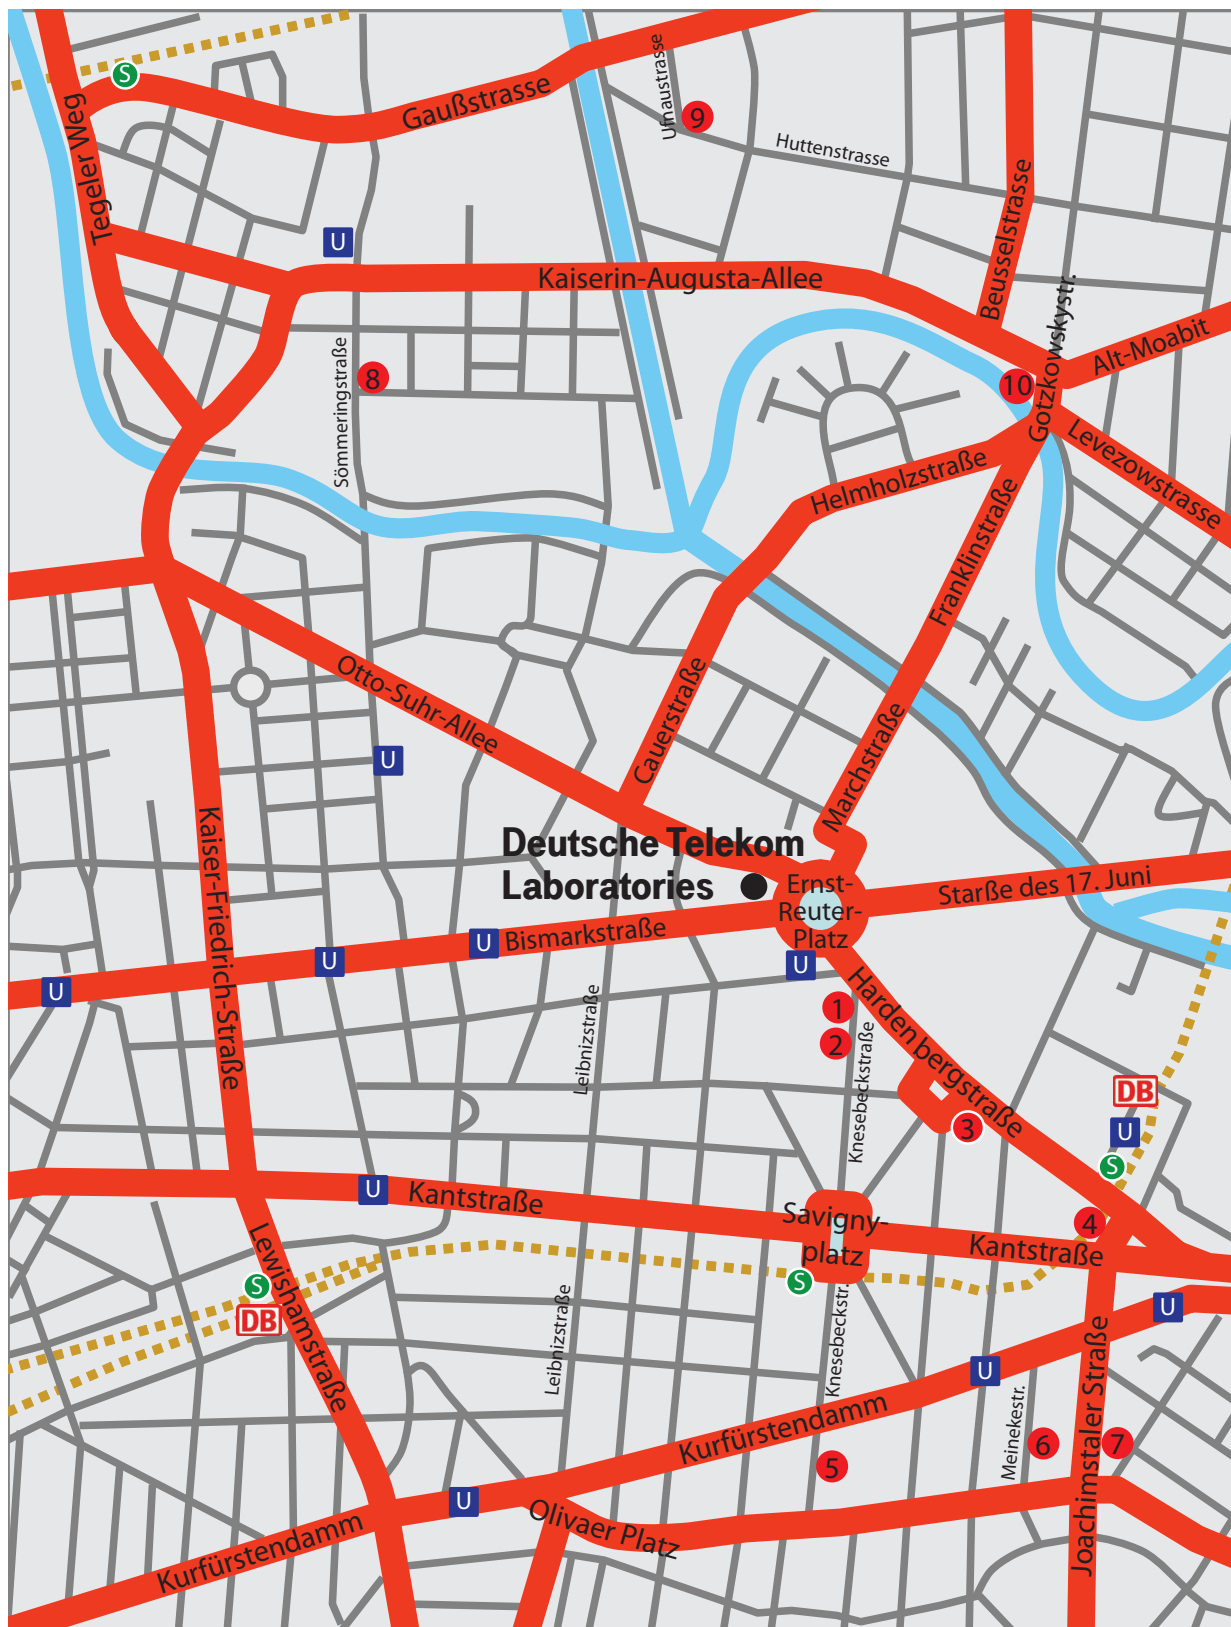 S
Tegeler Weg
Gaußstrasse
Ufnaustrasse
9
Huttenstrasse
Beusselstrasse
U
Kaiserin-Augusta-Allee
Gotzkowskystr.
Alt-Moabit
Sömmeringstraße
8
10
Levezowstrasse
Helmholzstraße
Franklinstraße
Otto-Suhr-Allee
Cauerstraße
Marchstraße
U
Kaiser-Friedrich-Straße
Deutsche Telekom
Laboratories
Ernst-
Reuter-
Platz
Starße des 17. Juni
U
U
U
Bismarkstraße
U
Hardenbergstraße
Leibnizstraße
1
2
Knesebeckstraße
3
DB
U
S
U
Kantstraße
Savigny-
platz
4
Kantstraße
Lewishamstraße
S
DB
S
Leibnizstraße
Knesebeckstr.
U
U
Joachimstaler Straße
Kurfürstendamm
Meinekestr.
5
6
7
U
Olivaer Platz
Kurfürstendamm